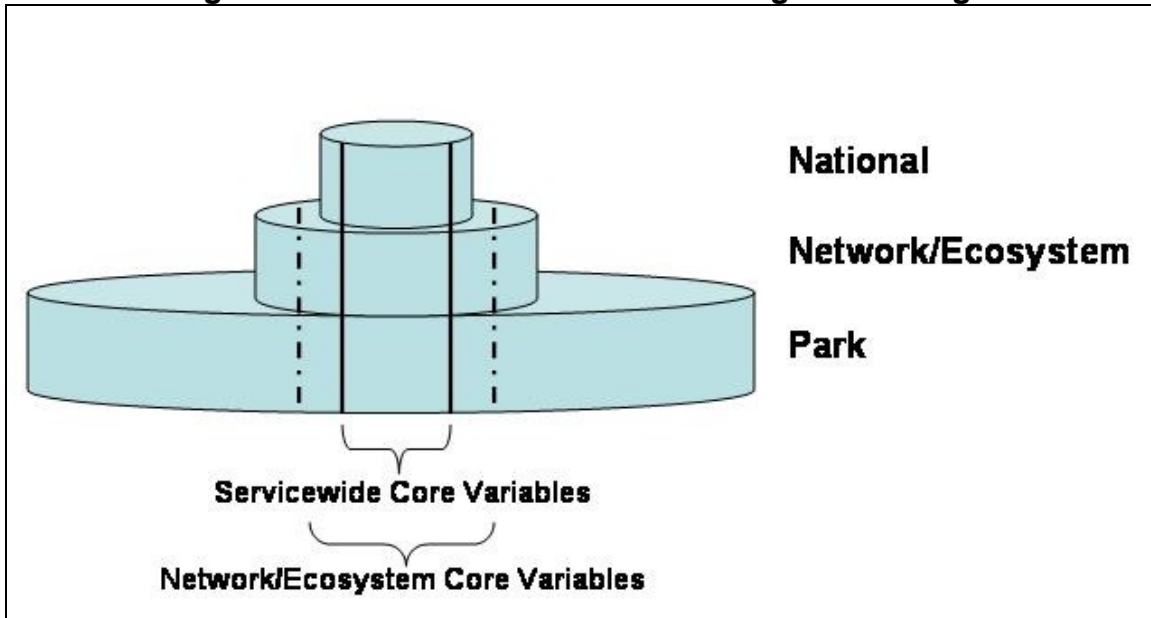 National
Network/Ecosystem
Park
Servicewide Core Variables
Network/Ecosystem Core Variables